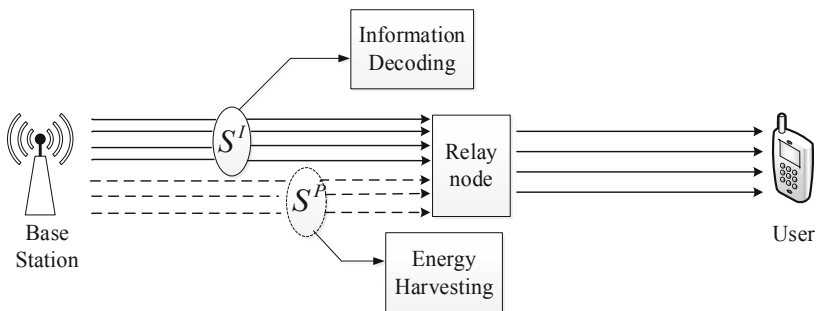 Information
Decoding
S^I
Relay
node
S^P
Base
Station
User
Energy
Harvesting